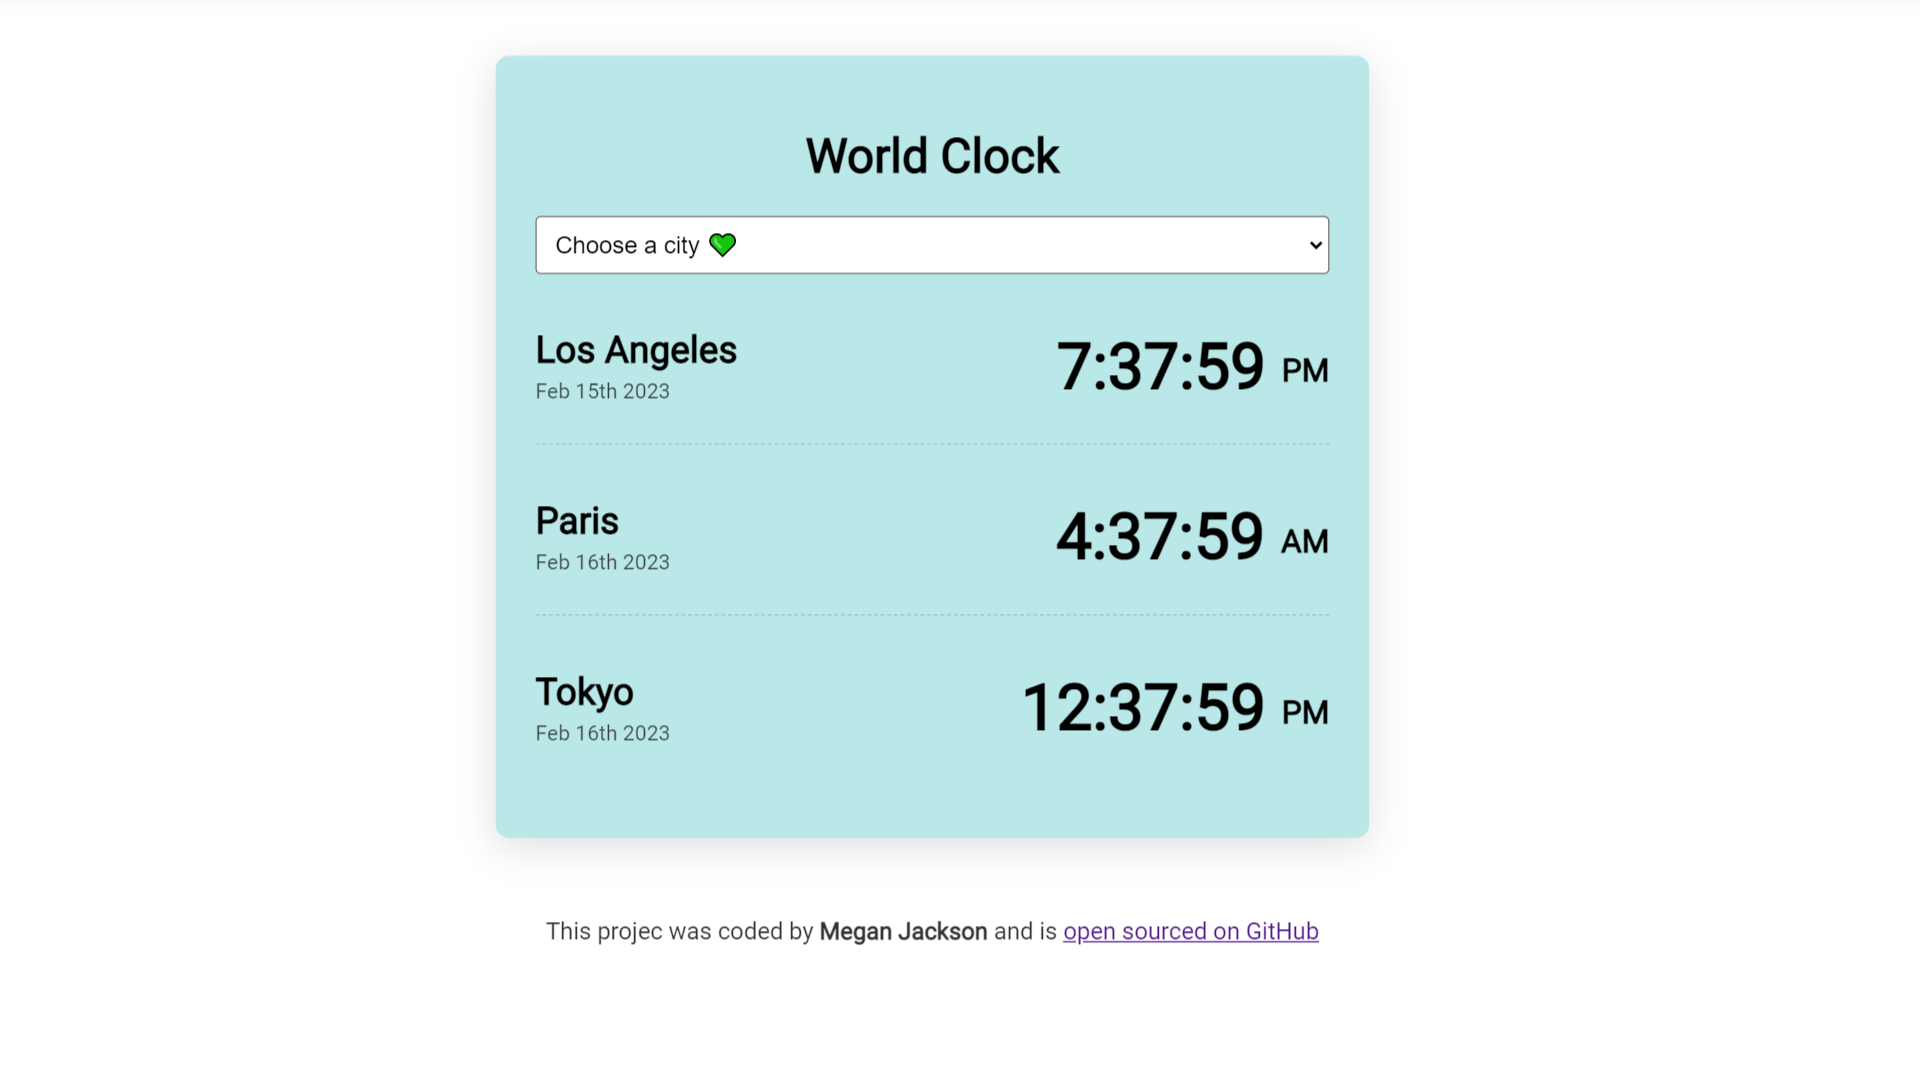 World Clock
Choose a city 💚
Los Angeles
7:37:59 PM
Feb 15th 2023
Paris
4:37:59 AM
Feb 16th 2023
Tokyo
12:37:59 PM
Feb 16th 2023
This projec was coded by Megan Jackson and is open sourced on GitHub